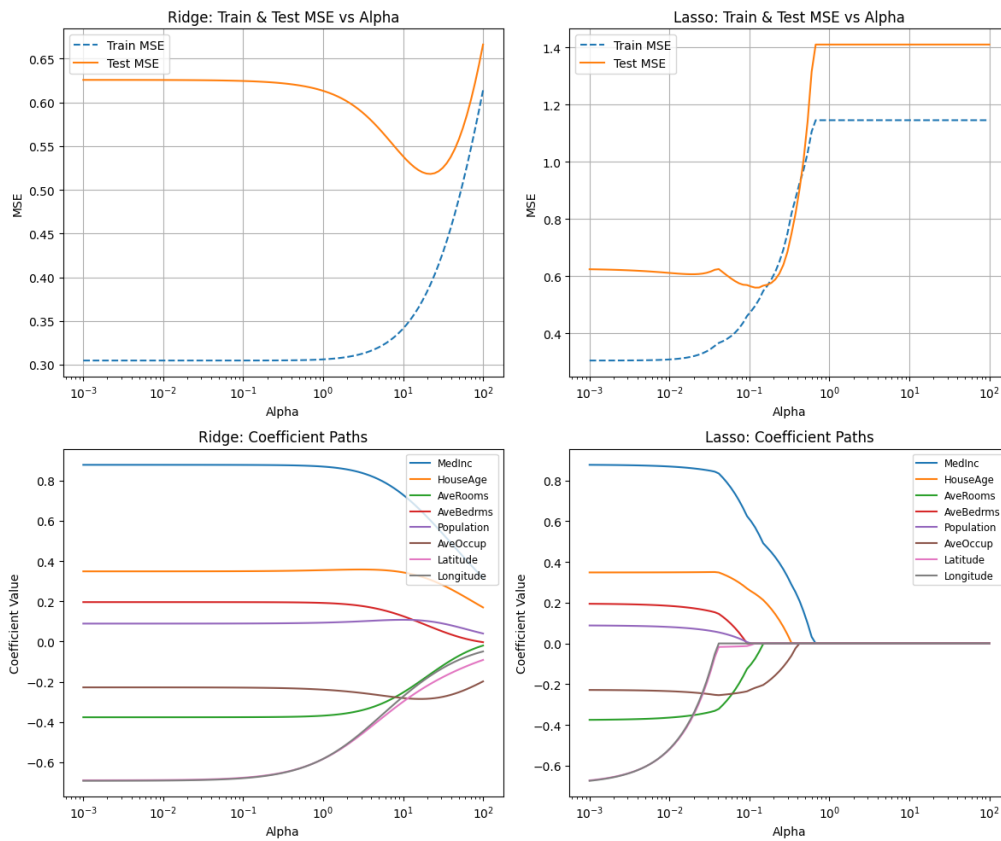 Ridge: Train & Test MSE vs Alpha
Train MSE
Test MSE
0.65
0.60
0.55
0.50
0.45
0.40
0.35
0.30
MSE
10⁻³
10⁻²
10⁻¹
10⁰
10¹
10²
Alpha
Lasso: Train & Test MSE vs Alpha
Train MSE
Test MSE
1.4
1.2
1.0
0.8
0.6
0.4
MSE
10⁻³
10⁻²
10⁻¹
10⁰
10¹
10²
Alpha
Ridge: Coefficient Paths
MedInc
HouseAge
AveRooms
AveBedrms
Population
AveOccup
Latitude
Longitude
0.8
0.6
0.4
0.2
0.0
−0.2
−0.4
−0.6
Coefficient Value
10⁻³
10⁻²
10⁻¹
10⁰
10¹
10²
Alpha
Lasso: Coefficient Paths
MedInc
HouseAge
AveRooms
AveBedrms
Population
AveOccup
Latitude
Longitude
0.8
0.6
0.4
0.2
0.0
−0.2
−0.4
−0.6
Coefficient Value
10⁻³
10⁻²
10⁻¹
10⁰
10¹
10²
Alpha